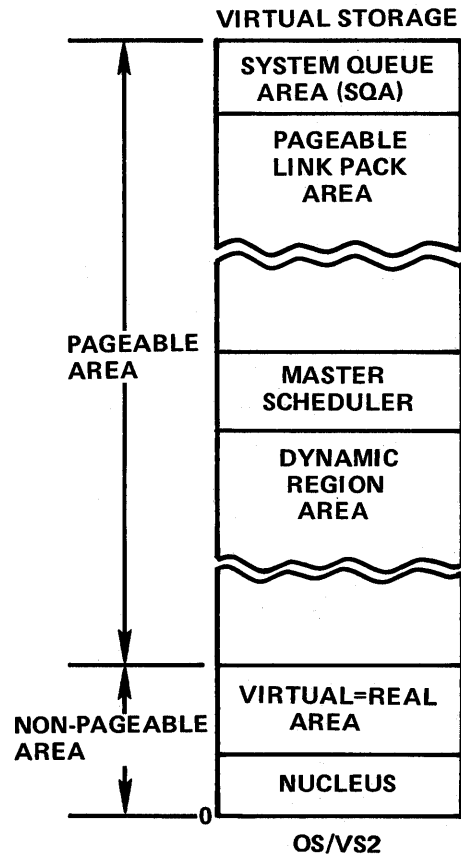 VIRTUAL STORAGE
SYSTEM QUEUE
AREA (SQA)
PAGEABLE
LINK PACK
AREA
PAGEABLE
AREA
MASTER
SCHEDULER
DYNAMIC
REGION
AREA
NON-PAGEABLE
AREA
VIRTUAL=REAL
AREA
NUCLEUS
0
OS/VS2